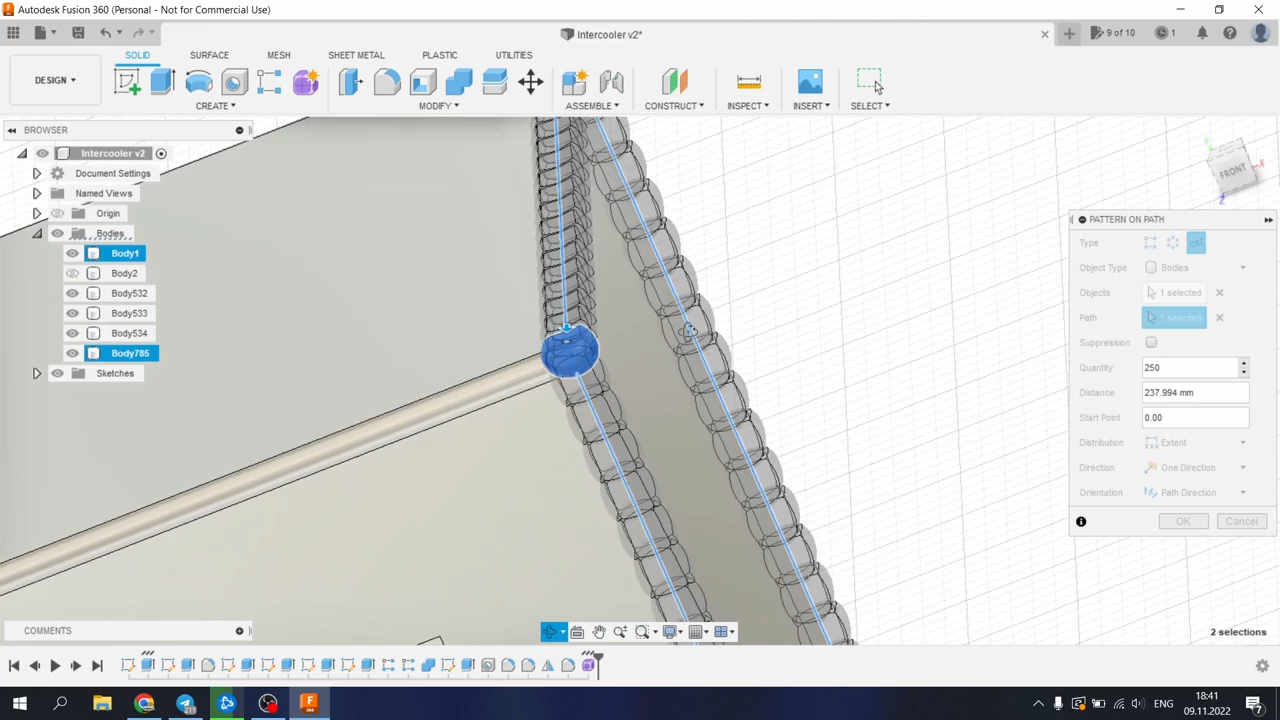 Autodesk Fusion 360 (Personal - Not for Commercial Use)
Intercooler v2*
9 of 10
1
SOLID
SURFACE
MESH
SHEET METAL
PLASTIC
UTILITIES
DESIGN
CREATE
MODIFY
ASSEMBLE
CONSTRUCT
INSPECT
INSERT
SELECT
BROWSER
Intercooler v2
Document Settings
Named Views
Origin
Bodies
Body1
Body2
Body532
Body533
Body534
Body785
Sketches
FRONT
PATTERN ON PATH
Type
Object Type
Bodies
Objects
1 selected
Path
1 selected
Suppression
Quantity
250
Distance
237.994 mm
Start Point
0.00
Distribution
Extent
Direction
One Direction
Orientation
Path Direction
OK
Cancel
COMMENTS
2 selections
ENG
18:41
09.11.2022
7